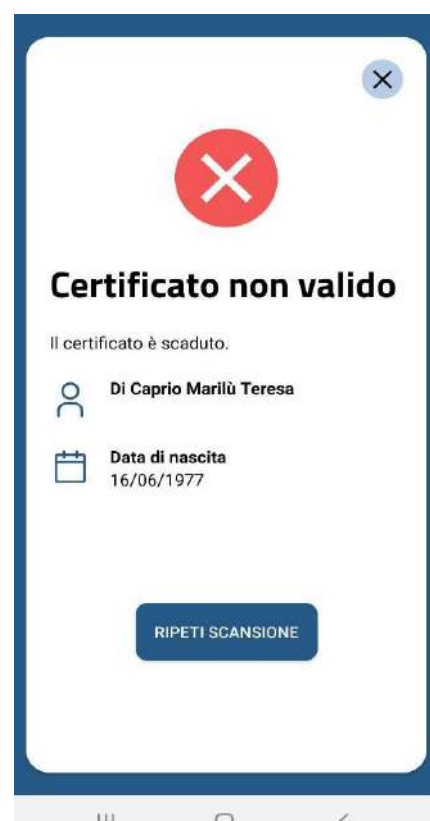 Certificato non valido
Il certificato è scaduto.
Di Caprio Marilù Teresa
Data di nascita
16/06/1977
RIPETI SCANSIONE